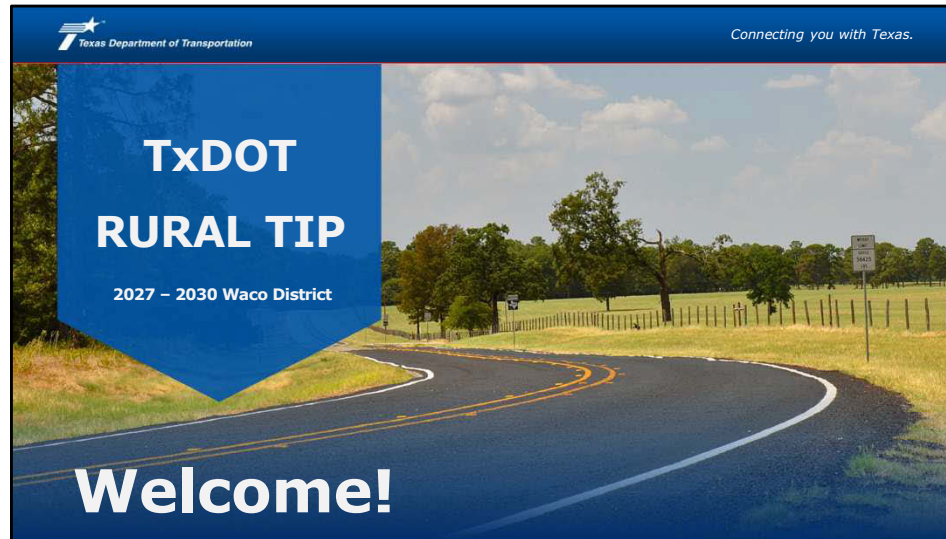 Texas Department of Transportation
Connecting you with Texas.
TxDOT
RURAL TIP
2027 – 2030 Waco District
Welcome!